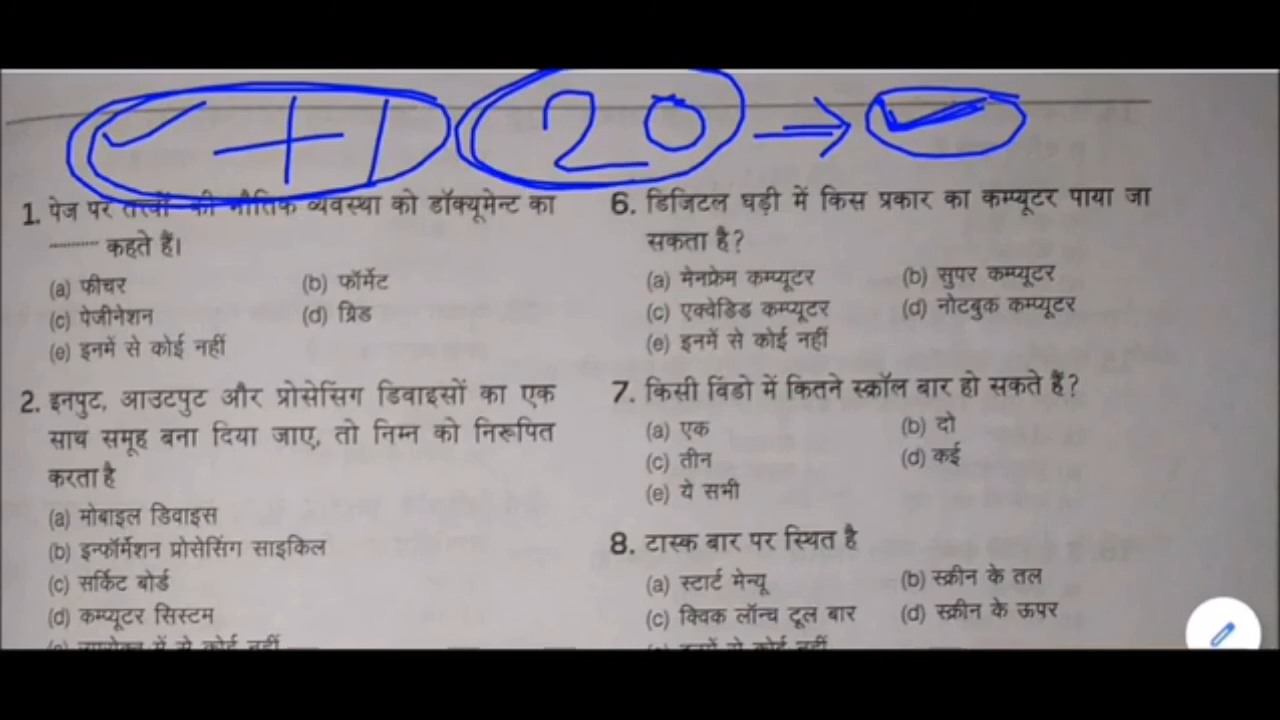 +1 20 →
1. पेज पर तत्त्वों की भौतिक व्यवस्था को डॉक्यूमेन्ट का
......... कहते हैं।
(a) फीचर (b) फॉर्मेट
(c) पेजीनेशन (d) ग्रिड
(e) इनमें से कोई नहीं
2. इनपुट, आउटपुट और प्रोसेसिंग डिवाइसों का एक
साथ समूह बना दिया जाए, तो निम्न को निरूपित
करता है
(a) मोबाइल डिवाइस
(b) इन्फॉर्मेशन प्रोसेसिंग साइकिल
(c) सर्किट बोर्ड
(d) कम्प्यूटर सिस्टम
6. डिजिटल घड़ी में किस प्रकार का कम्प्यूटर पाया जा
सकता है?
(a) मेनफ्रेम कम्प्यूटर (b) सुपर कम्प्यूटर
(c) एम्बेडिड कम्प्यूटर (d) नोटबुक कम्प्यूटर
(e) इनमें से कोई नहीं
7. किसी विंडो में कितने स्क्रॉल बार हो सकते हैं?
(a) एक (b) दो
(c) तीन (d) कई
(e) ये सभी
8. टास्क बार पर स्थित है
(a) स्टार्ट मेन्यू (b) स्क्रीन के तल
(c) क्विक लॉन्च टूल बार (d) स्क्रीन के ऊपर